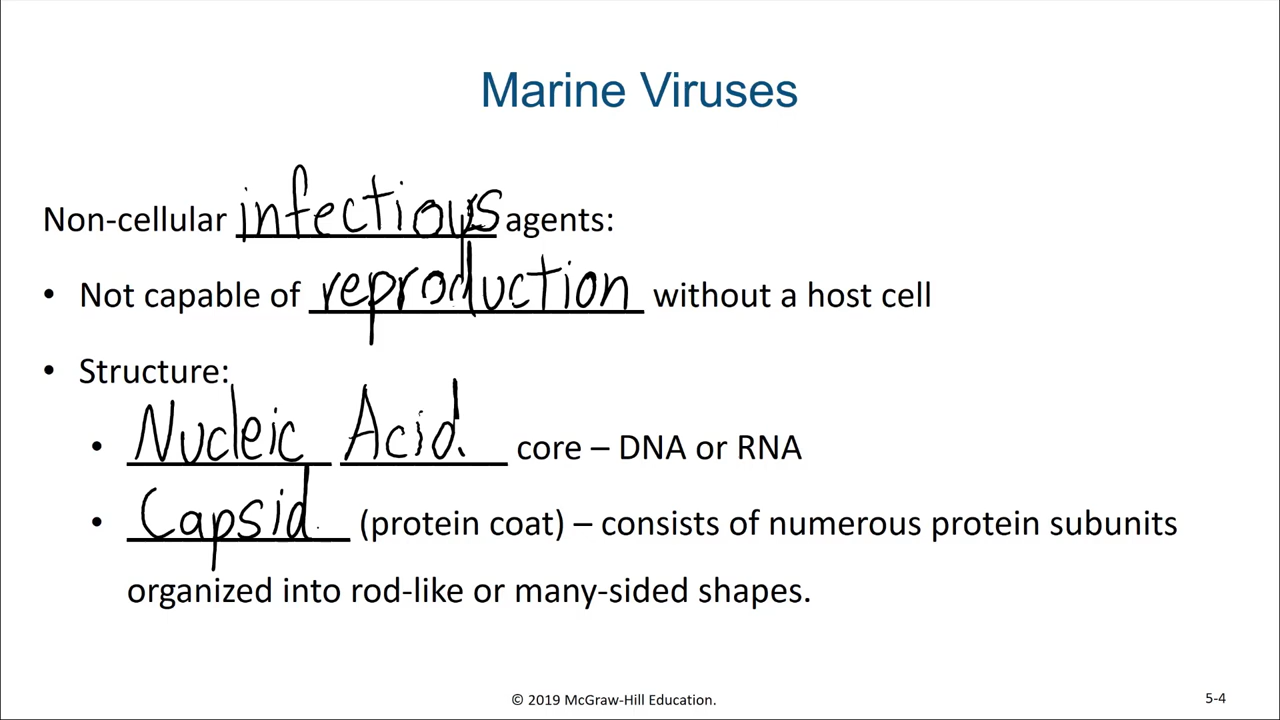 Marine Viruses
Non-cellular infectious agents:
• Not capable of reproduction without a host cell
• Structure:
• Nucleic Acid. core – DNA or RNA
• Capsid. (protein coat) – consists of numerous protein subunits
organized into rod-like or many-sided shapes.
© 2019 McGraw-Hill Education.
5-4